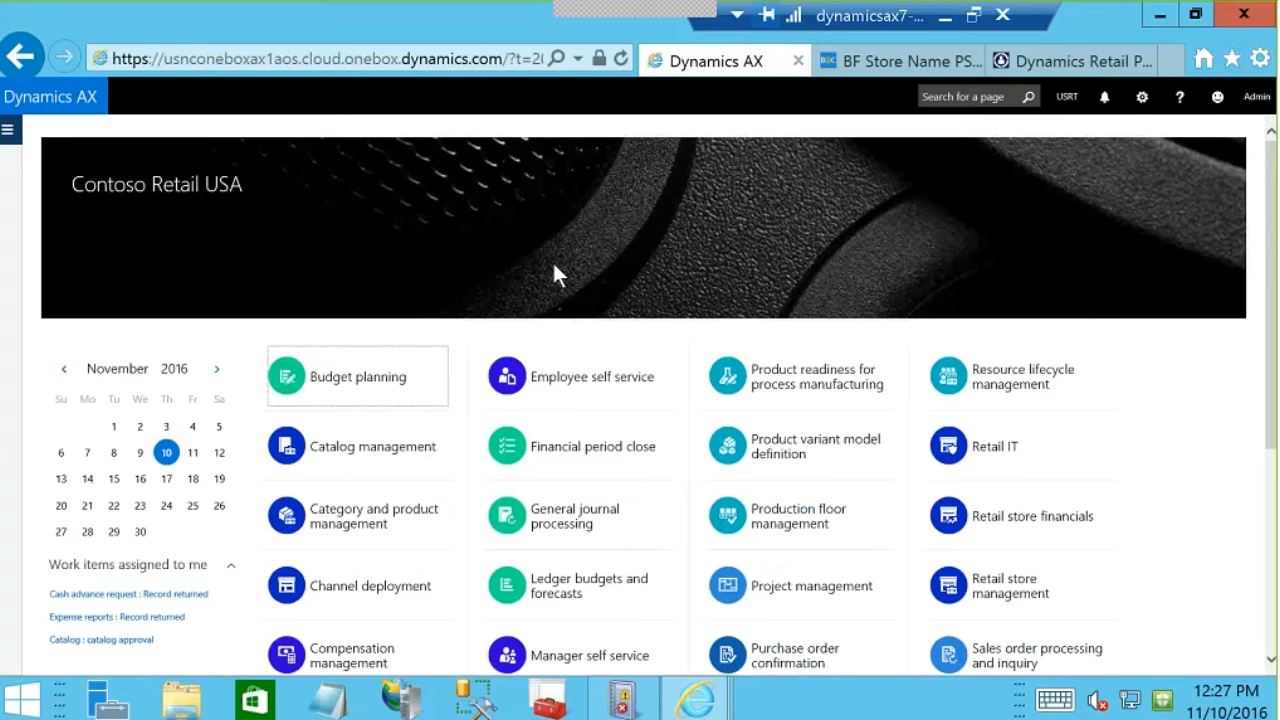 dynamicsax7-...
https://usnconeboxax1aos.cloud.onebox.dynamics.com/?t=2(
Dynamics AX
BF Store Name PS...
Dynamics Retail P...
Dynamics AX
Search for a page
USRT
?
Admin
Contoso Retail USA
November 2016
Su Mo Tu We Th Fr Sa
1 2 3 4 5
6 7 8 9 10 11 12
13 14 15 16 17 18 19
20 21 22 23 24 25 26
27 28 29 30
Work items assigned to me
Cash advance request : Record returned
Expense reports : Record returned
Catalog : catalog approval
Budget planning
Catalog management
Category and product
management
Channel deployment
Compensation
management
Employee self service
Financial period close
General journal
processing
Ledger budgets and
forecasts
Manager self service
Product readiness for
process manufacturing
Product variant model
definition
Production floor
management
Project management
Purchase order
confirmation
Resource lifecycle
management
Retail IT
Retail store financials
Retail store
management
Sales order processing
and inquiry
12:27 PM
11/10/2016